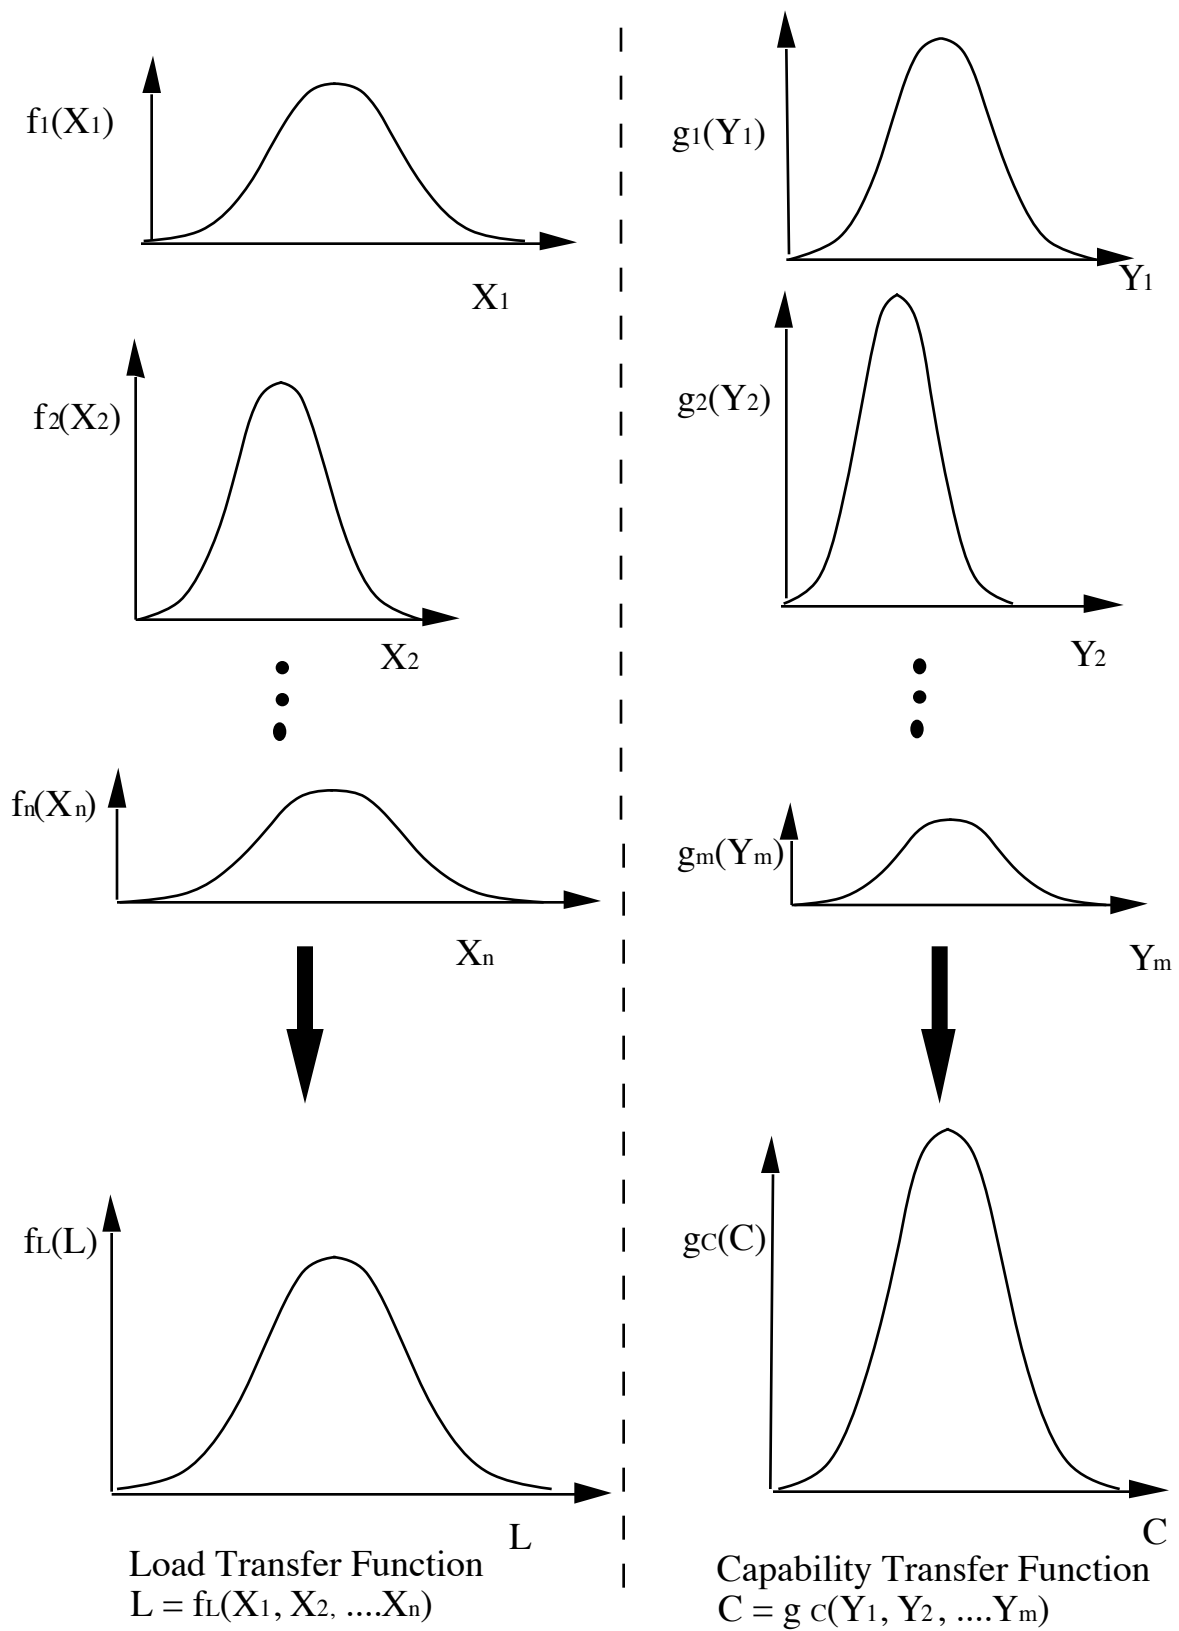 f1(X1)
X1
f2(X2)
X2
fn(Xn)
Xn
fL(L)
L
Load Transfer Function
L = fL(X1, X2, ....Xn)
g1(Y1)
Y1
g2(Y2)
Y2
gm(Ym)
Ym
gC(C)
C
Capability Transfer Function
C = g C(Y1, Y2, ....Ym)